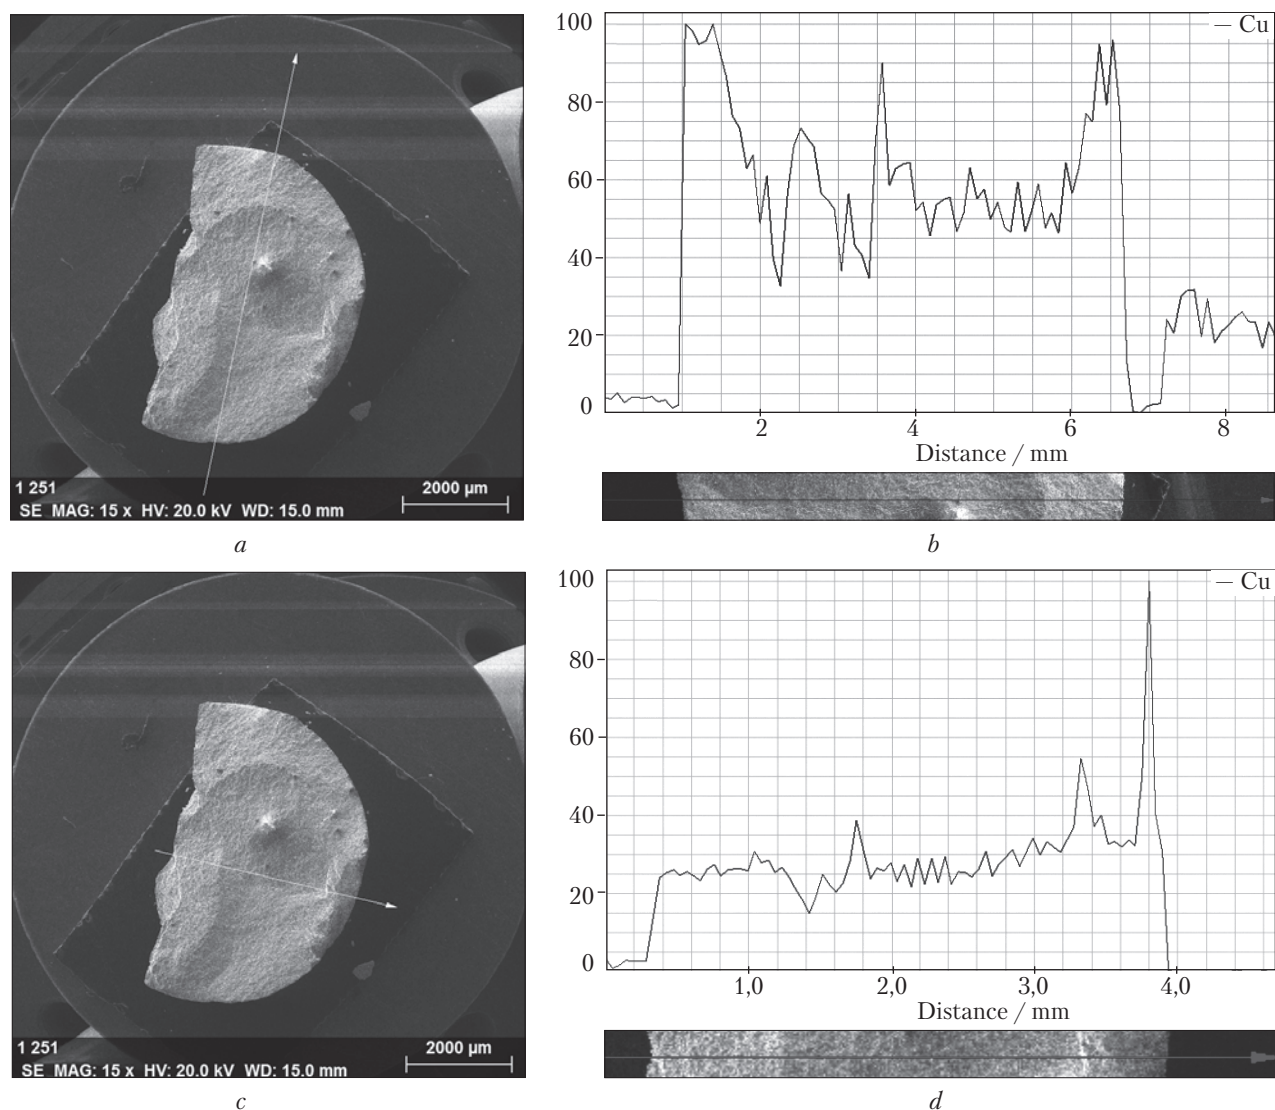 1 251
2000 µm
SE MAG: 15 x HV: 20.0 kV WD: 15.0 mm
a
100
80
60
40
20
0
— Cu
2 4 6 8
Distance / mm
b
1 251
2000 µm
SE MAG: 15 x HV: 20.0 kV WD: 15.0 mm
c
100
80
60
40
20
0
— Cu
1,0 2,0 3,0 4,0
Distance / mm
d